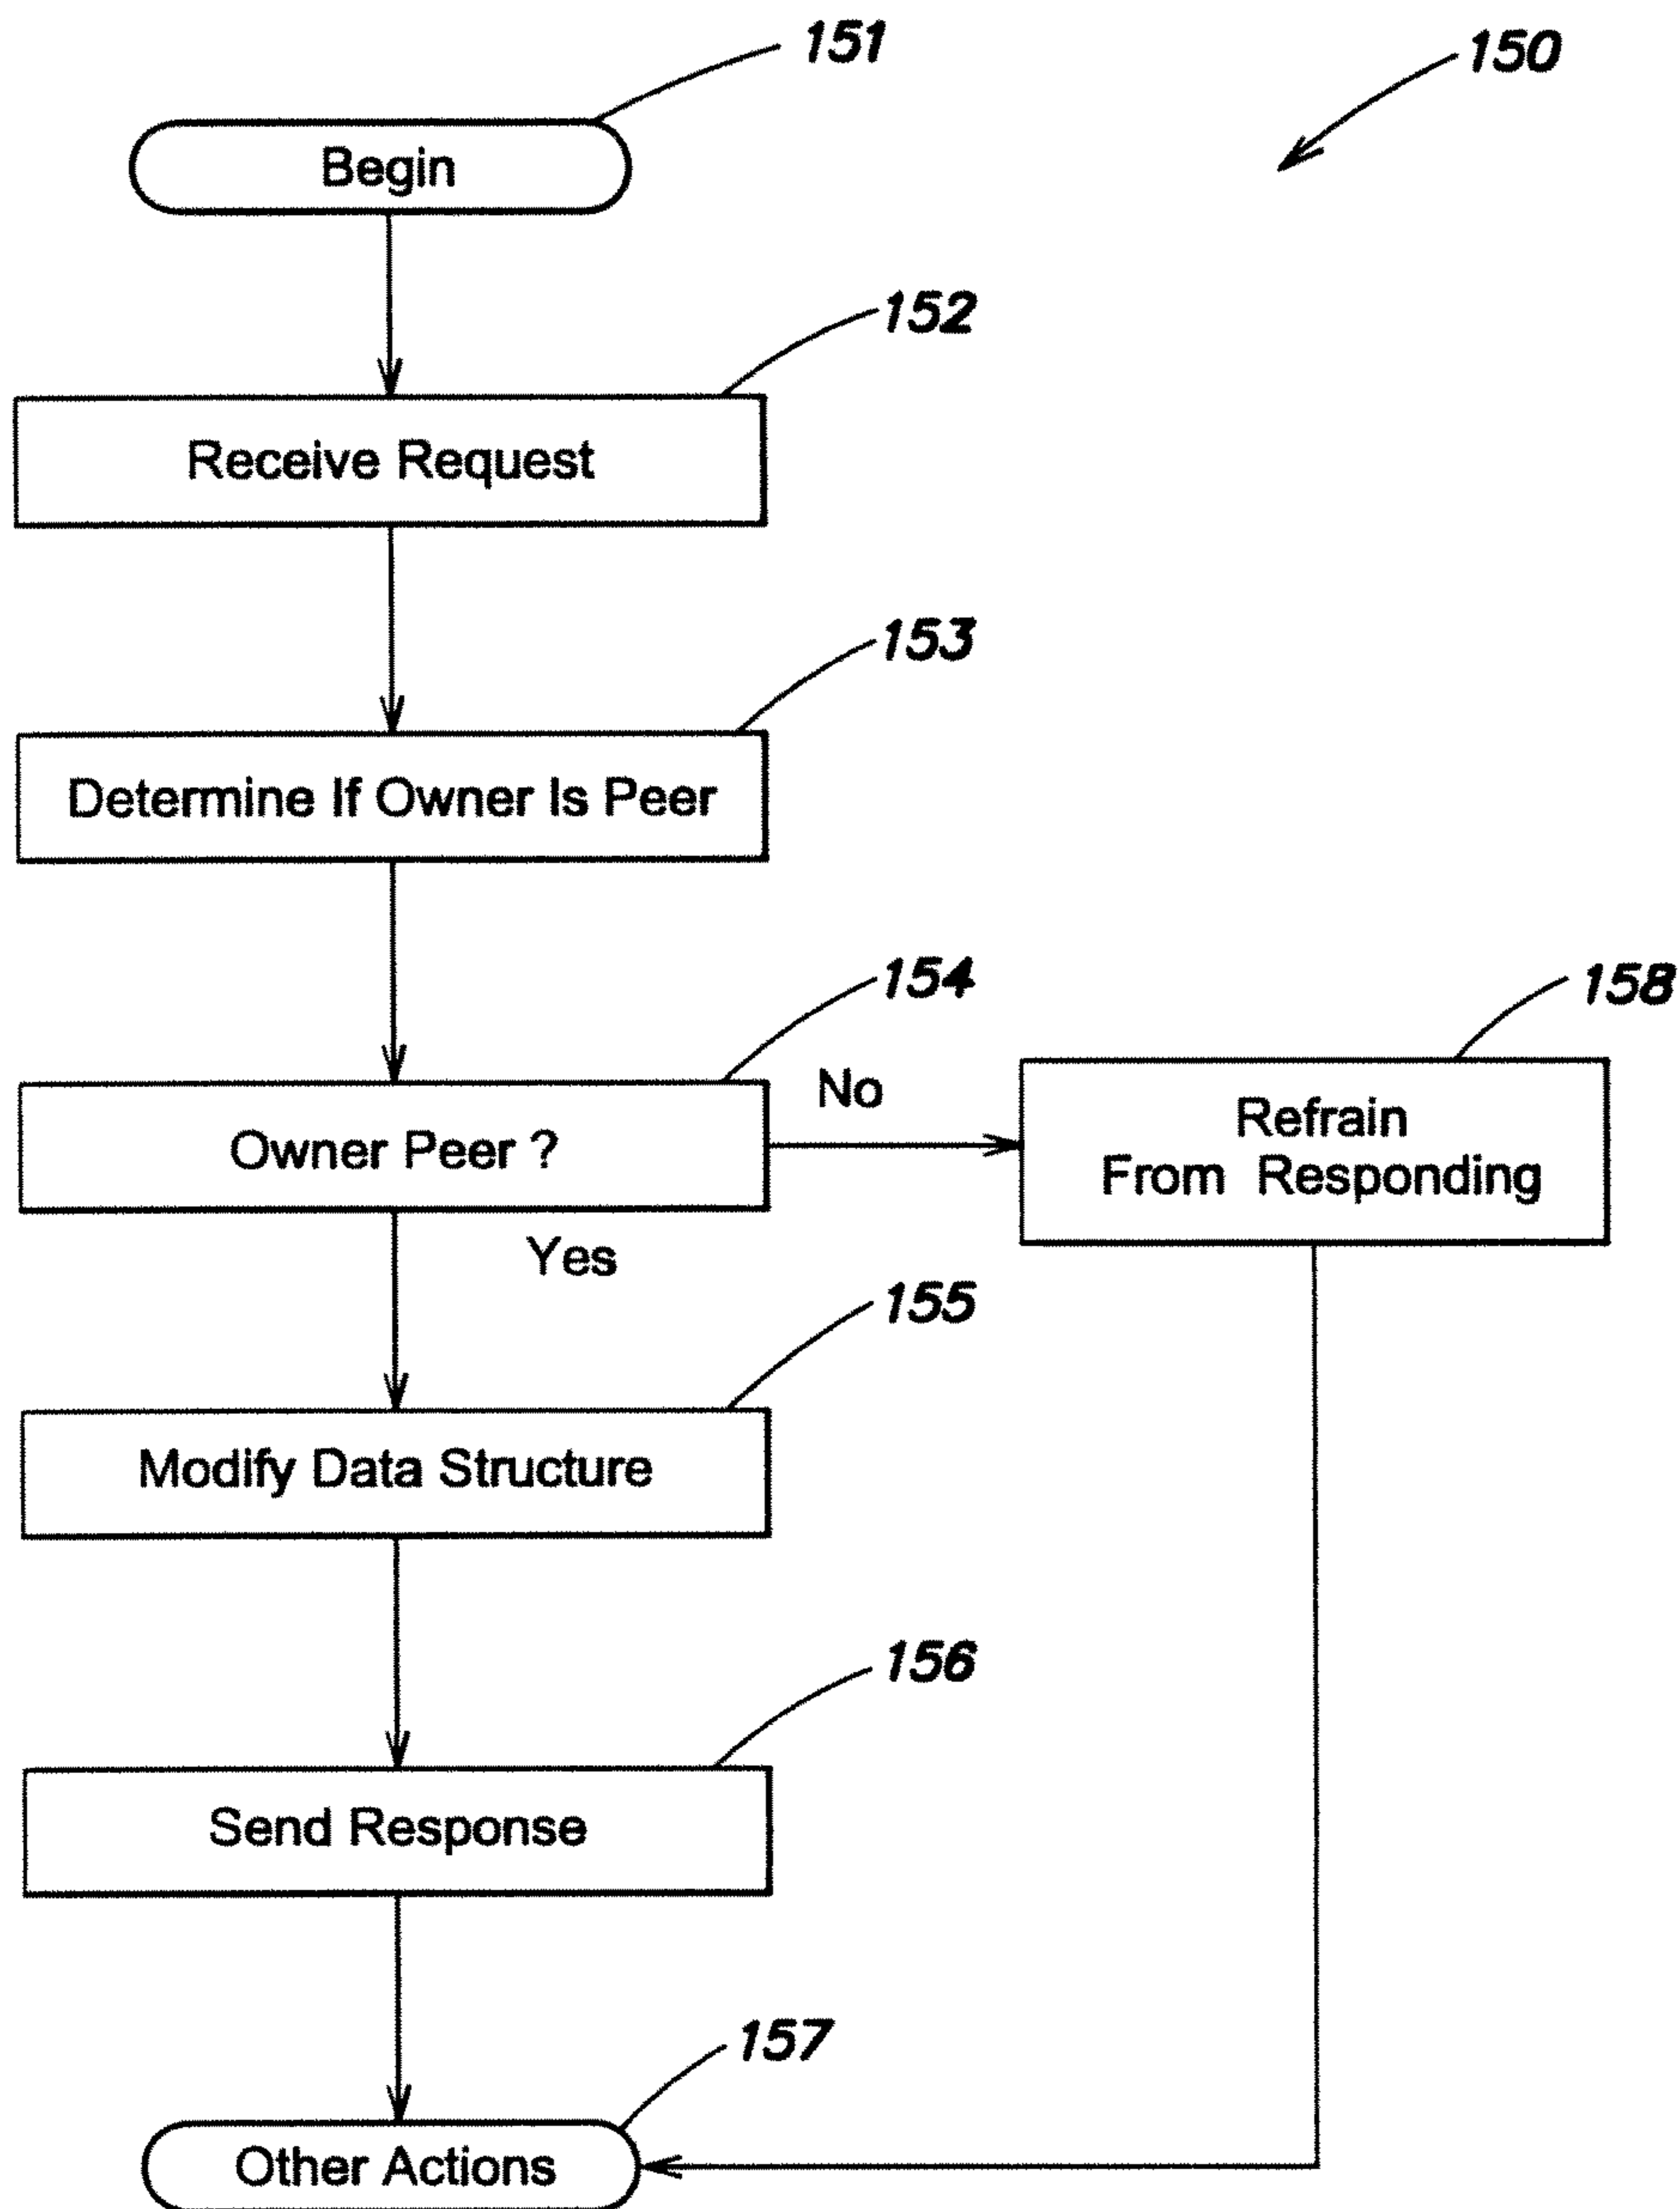 151
150
Begin
152
Receive Request
153
Determine If Owner Is Peer
154
158
No
Owner Peer ?
Refrain
From Responding
Yes
155
Modify Data Structure
156
Send Response
157
Other Actions